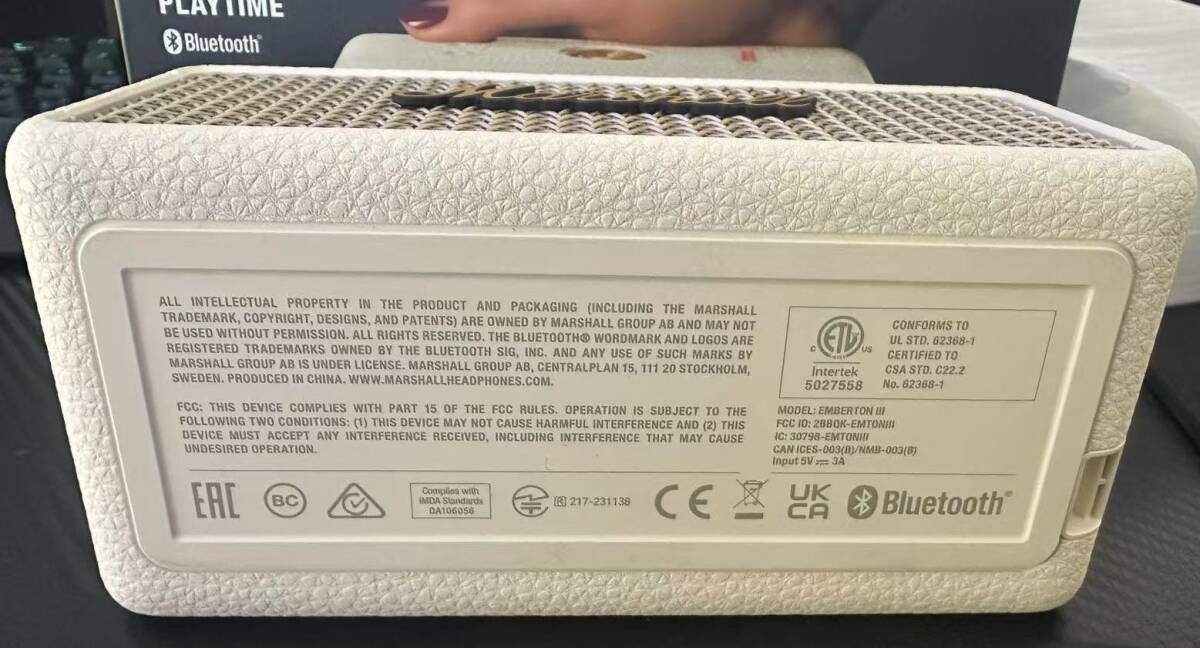 PLAYTIME
Bluetooth®
Marshall
ALL INTELLECTUAL PROPERTY IN THE PRODUCT AND PACKAGING (INCLUDING THE MARSHALL
TRADEMARK, COPYRIGHT, DESIGNS, AND PATENTS) ARE OWNED BY MARSHALL GROUP AB AND MAY NOT
BE USED WITHOUT PERMISSION. ALL RIGHTS RESERVED. THE BLUETOOTH® WORDMARK AND LOGOS ARE
REGISTERED TRADEMARKS OWNED BY THE BLUETOOTH SIG, INC. AND ANY USE OF SUCH MARKS BY
MARSHALL GROUP AB IS UNDER LICENSE. MARSHALL GROUP AB, CENTRALPLAN 15, 111 20 STOCKHOLM,
SWEDEN. PRODUCED IN CHINA. WWW.MARSHALLHEADPHONES.COM.
FCC: THIS DEVICE COMPLIES WITH PART 15 OF THE FCC RULES. OPERATION IS SUBJECT TO THE
FOLLOWING TWO CONDITIONS: (1) THIS DEVICE MAY NOT CAUSE HARMFUL INTERFERENCE AND (2) THIS
DEVICE MUST ACCEPT ANY INTERFERENCE RECEIVED, INCLUDING INTERFERENCE THAT MAY CAUSE
UNDESIRED OPERATION.
C ETL US
Intertek
5027558
CONFORMS TO
UL STD. 62368-1
CERTIFIED TO
CSA STD. C22.2
No. 62368-1
MODEL: EMBERTON III
FCC ID: 2BBQK-EMTONIII
IC: 30798-EMTONIII
CAN ICES-003(B)/NMB-003(B)
Input 5V ⎓ 3A
EAC
BC
Complies with
IMDA Standards
DA106056
R 217-231138
CE
UK
CA
Bluetooth®